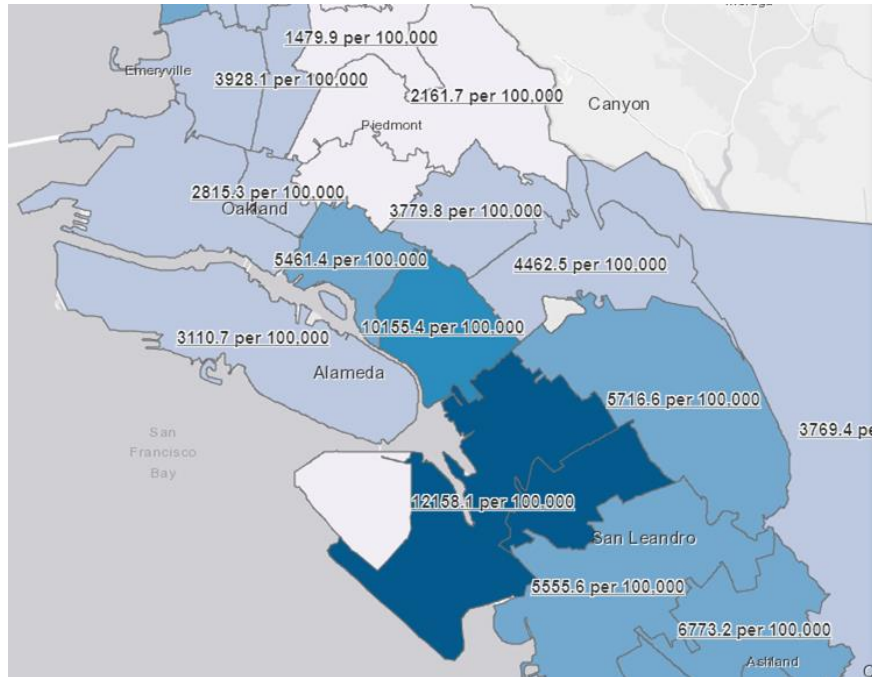 1479.9 per 100,000
Emeryville
3928.1 per 100,000
2161.7 per 100,000
Canyon
Piedmont
2815.3 per 100,000
Oakland
3779.8 per 100,000
5461.4 per 100,000
4462.5 per 100,000
10155.4 per 100,000
3110.7 per 100,000
Alameda
5716.6 per 100,000
3769.4 pe
San
Francisco
Bay
12158.1 per 100,000
San Leandro
5555.6 per 100,000
6773.2 per 100,000
Ashland